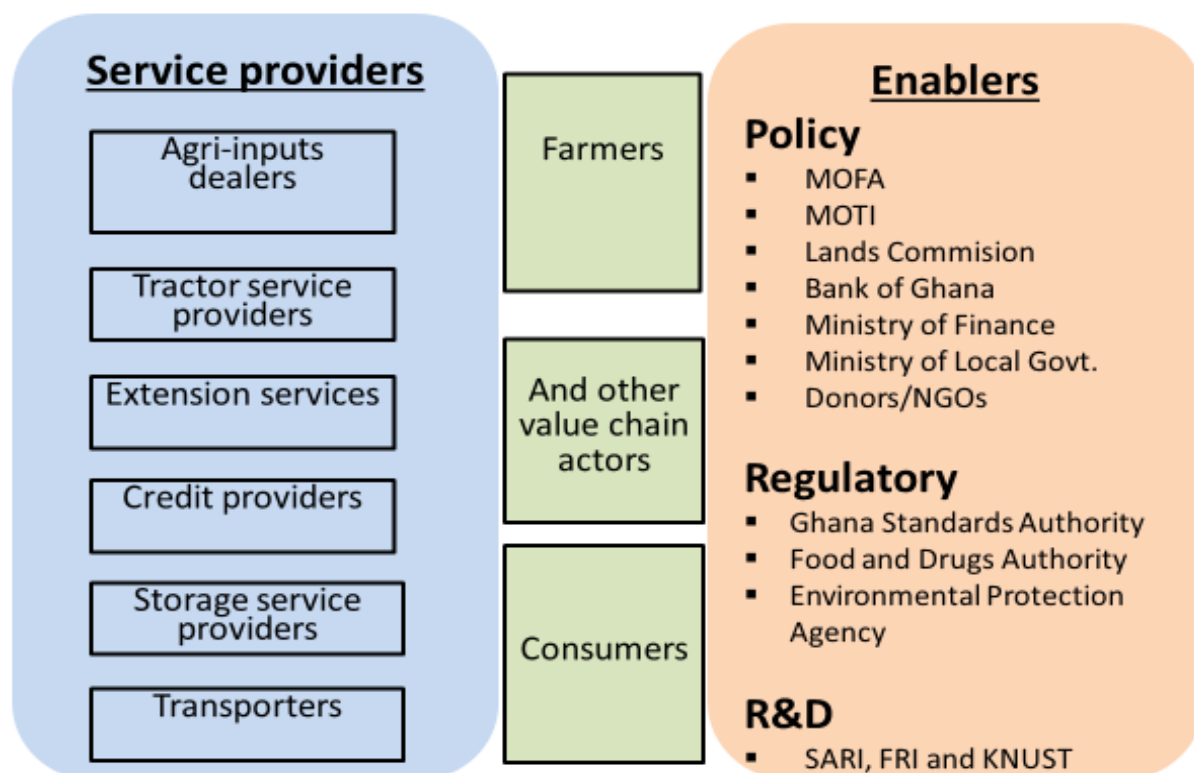 Service providers
Agri-inputs
dealers
Tractor service
providers
Extension services
Credit providers
Storage service
providers
Transporters
Farmers
And other
value chain
actors
Consumers
Enablers
Policy
▪ MOFA
▪ MOTI
▪ Lands Commision
▪ Bank of Ghana
▪ Ministry of Finance
▪ Ministry of Local Govt.
▪ Donors/NGOs
Regulatory
▪ Ghana Standards Authority
▪ Food and Drugs Authority
▪ Environmental Protection
Agency
R&D
▪ SARI, FRI and KNUST